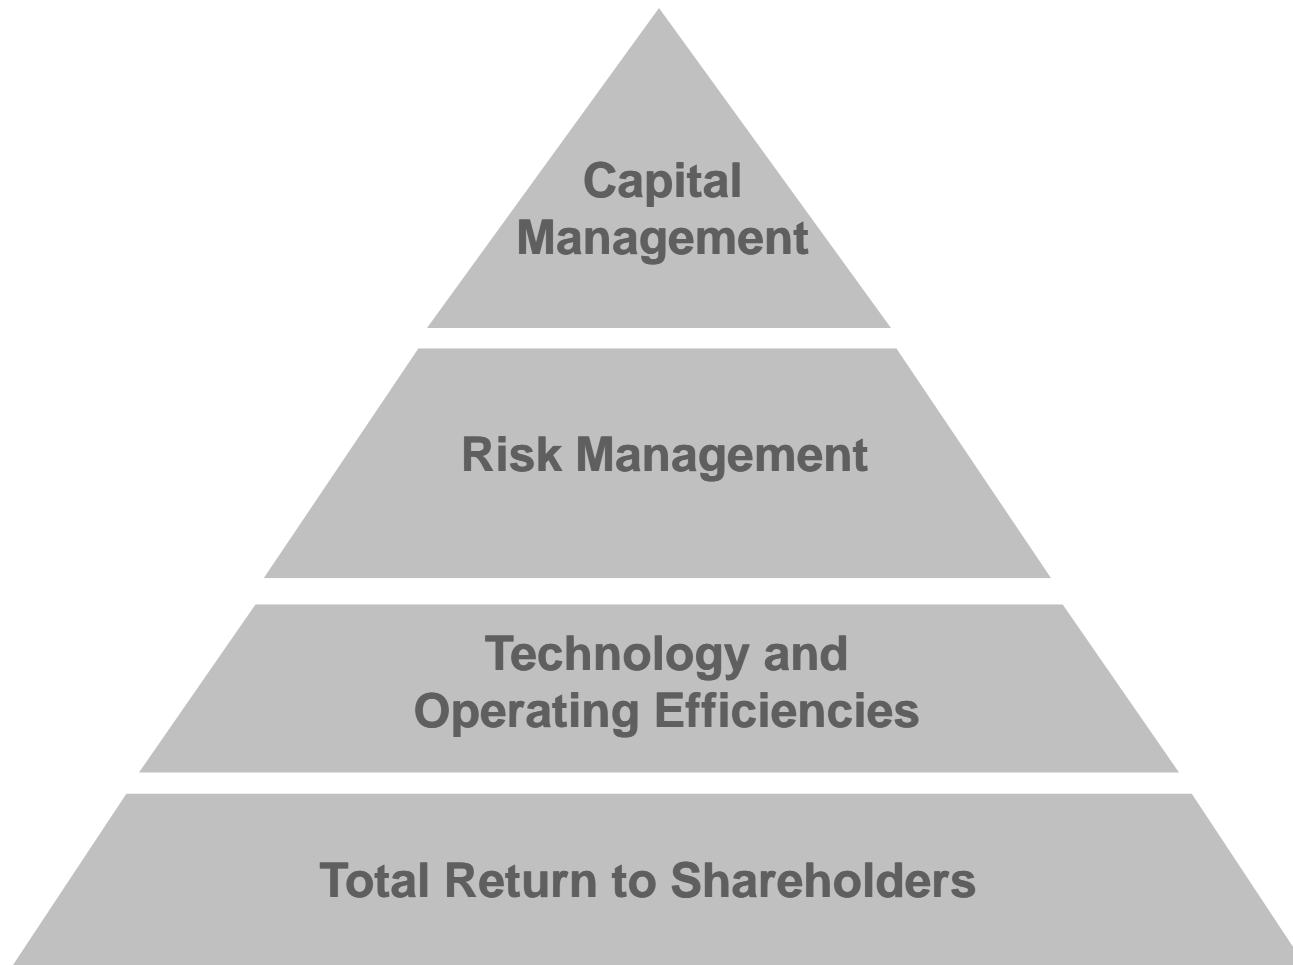 Capital
Management
Risk Management
Technology and
Operating Efficiencies
Total Return to Shareholders